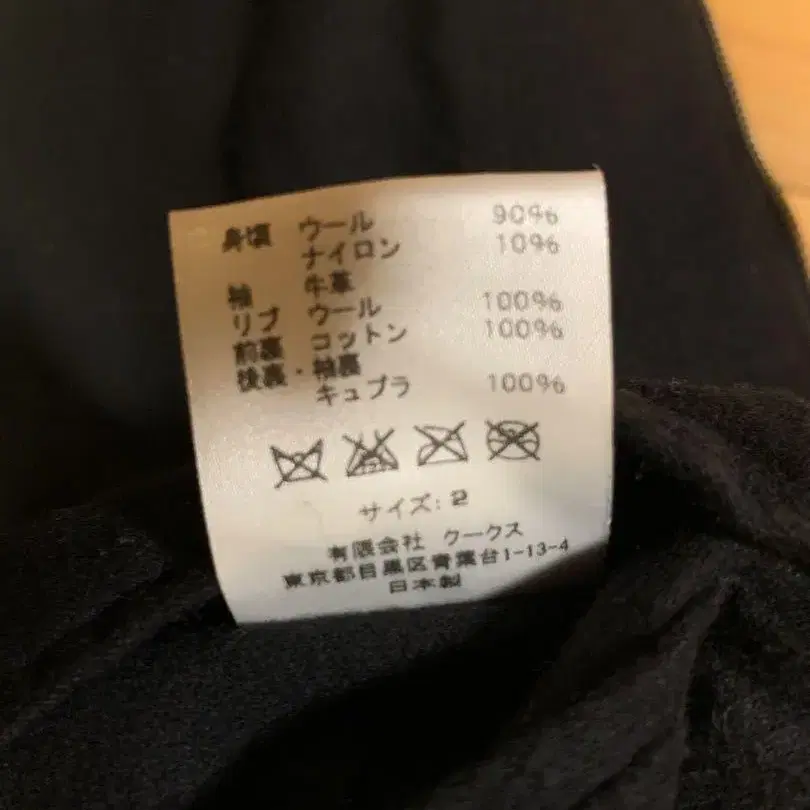 身頃 ウール 90%
ナイロン 10%
袖 牛革
リブ ウール 100%
前裏 コットン 100%
後裏・袖裏
キュプラ 100%
サイズ: 2
有限会社 クークス
東京都目黒区青葉台1-13-4
日本製